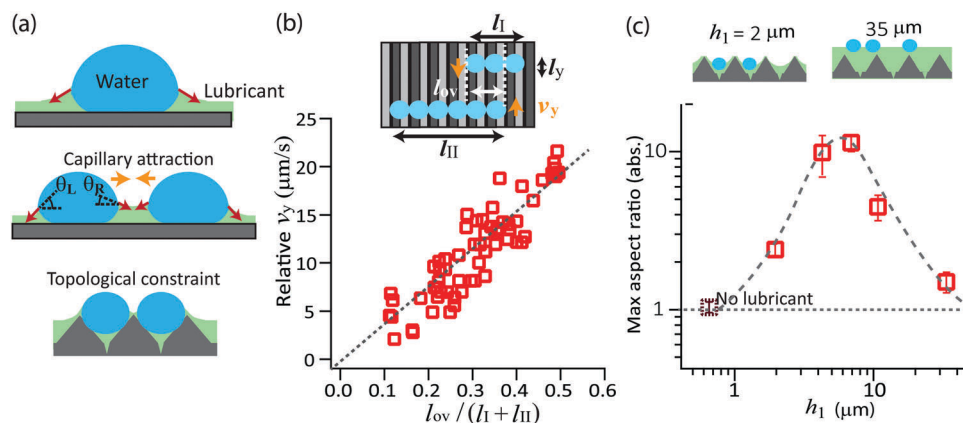 (a)
Water
Lubricant
Capillary attraction
θL θR
Topological constraint
(b)
lI
ly
lov
vy
lII
Relative vy (μm/s)
25
20
15
10
5
0
0.0 0.1 0.2 0.3 0.4 0.5 0.6
lov/(lI + lII)
(c)
h1 = 2 μm
35 μm
Max aspect ratio (abs.)
10
1
No lubricant
1 10
h1 (μm)